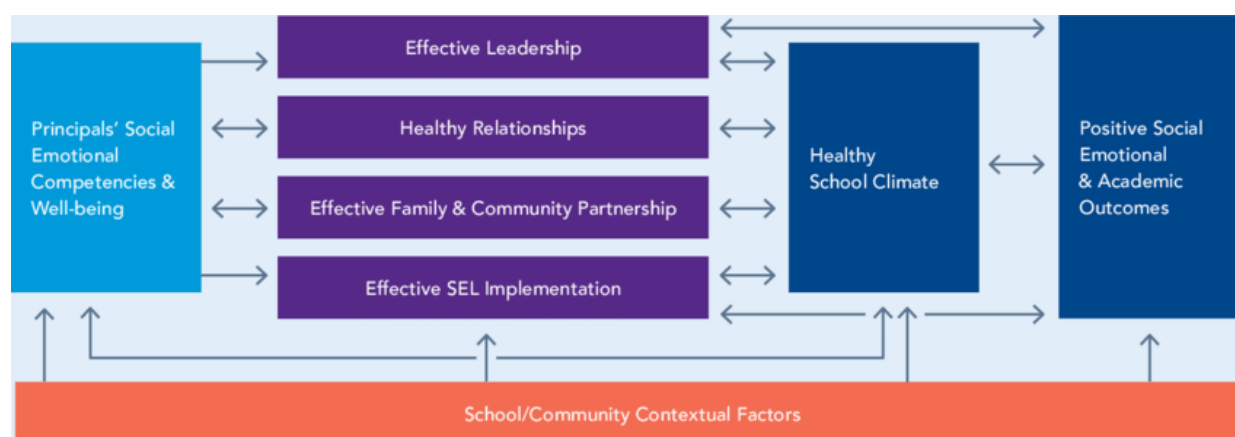 Effective Leadership
Principals' Social
Emotional
Competencies &
Well-being
Healthy Relationships
Effective Family & Community Partnership
Effective SEL Implementation
Healthy
School Climate
Positive Social
Emotional
& Academic
Outcomes
School/Community Contextual Factors